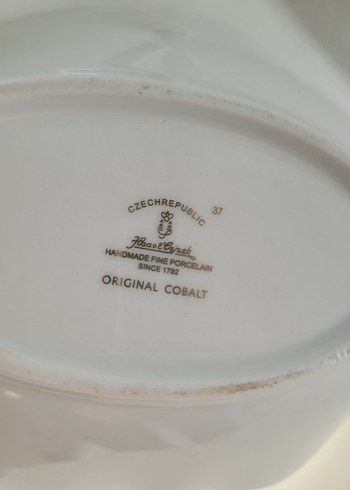 CZECHREPUBLIC 37
HANDMADE FINE PORCELAIN
SINCE 1792
ORIGINAL COBALT